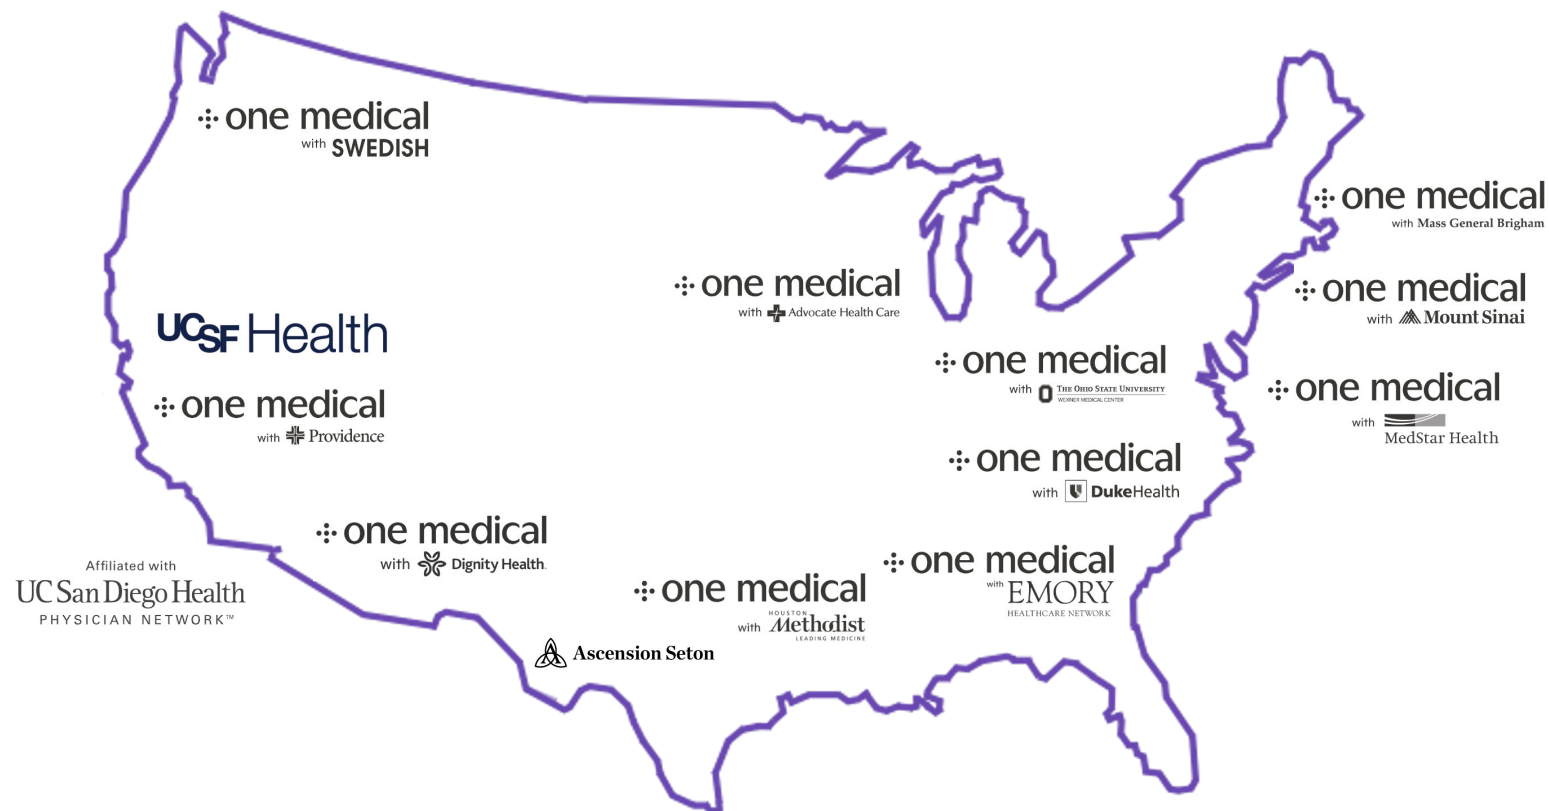 one medical
with SWEDISH
one medical
with Mass General Brigham
one medical
with Advocate Health Care
one medical
with Mount Sinai
UCSF Health
one medical
with THE OHIO STATE UNIVERSITY
WEXNER MEDICAL CENTER
one medical
with MedStar Health
one medical
with Providence
one medical
with DukeHealth
one medical
with Dignity Health.
one medical
with EMORY
HEALTHCARE NETWORK
Affiliated with
UC San Diego Health
PHYSICIAN NETWORK™
one medical
HOUSTON
with Methodist
LEADING MEDICINE
Ascension Seton